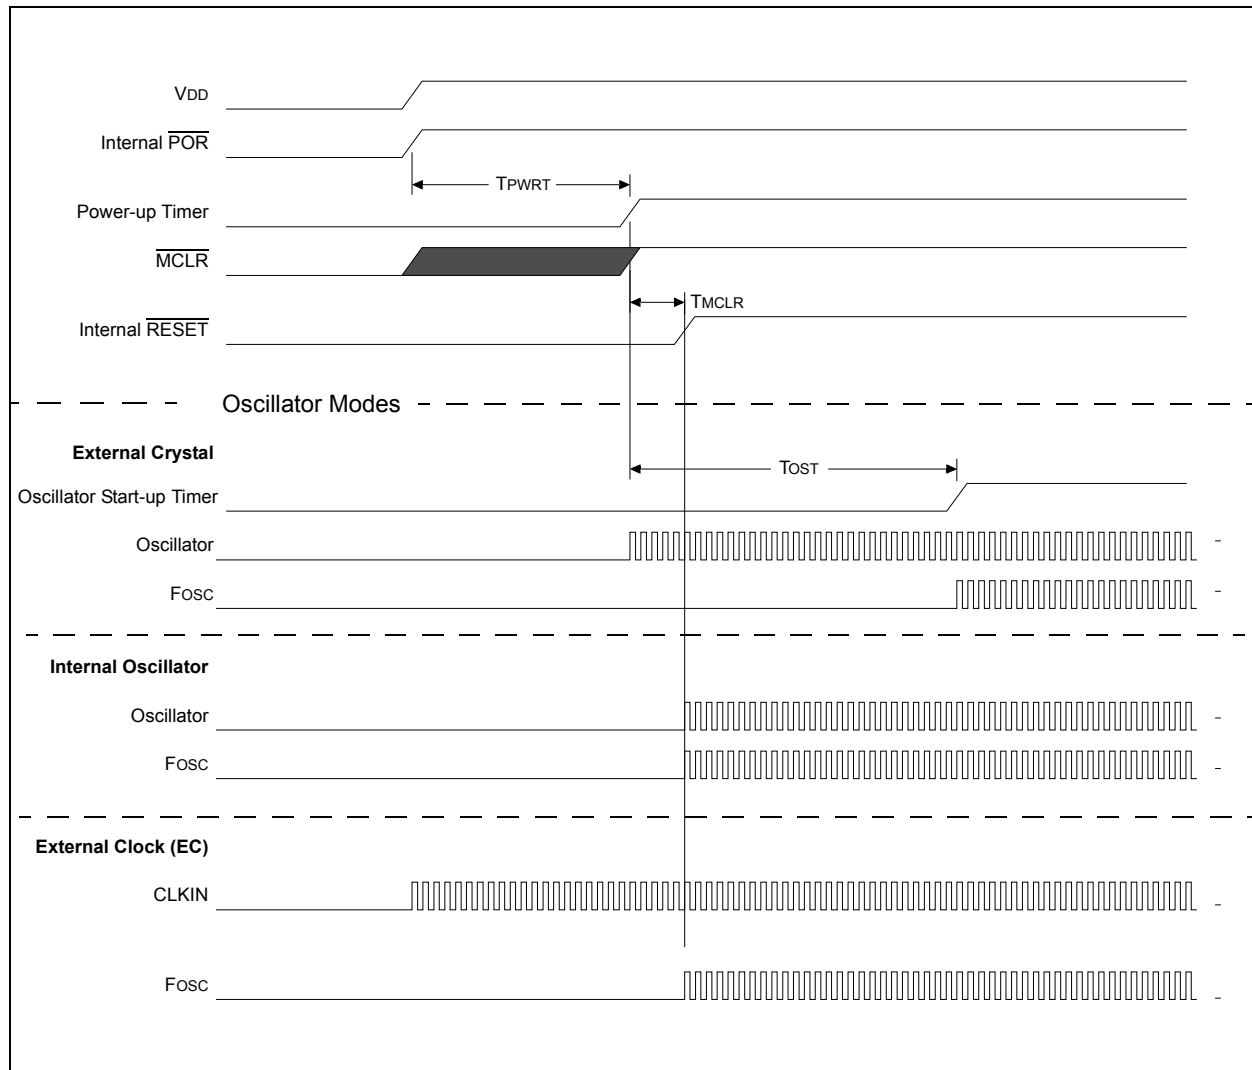 VDD
Internal POR
TPWRT
Power-up Timer
MCLR
TMCLR
Internal RESET
Oscillator Modes
External Crystal
TOST
Oscillator Start-up Timer
Oscillator
FOSC
Internal Oscillator
Oscillator
FOSC
External Clock (EC)
CLKIN
FOSC